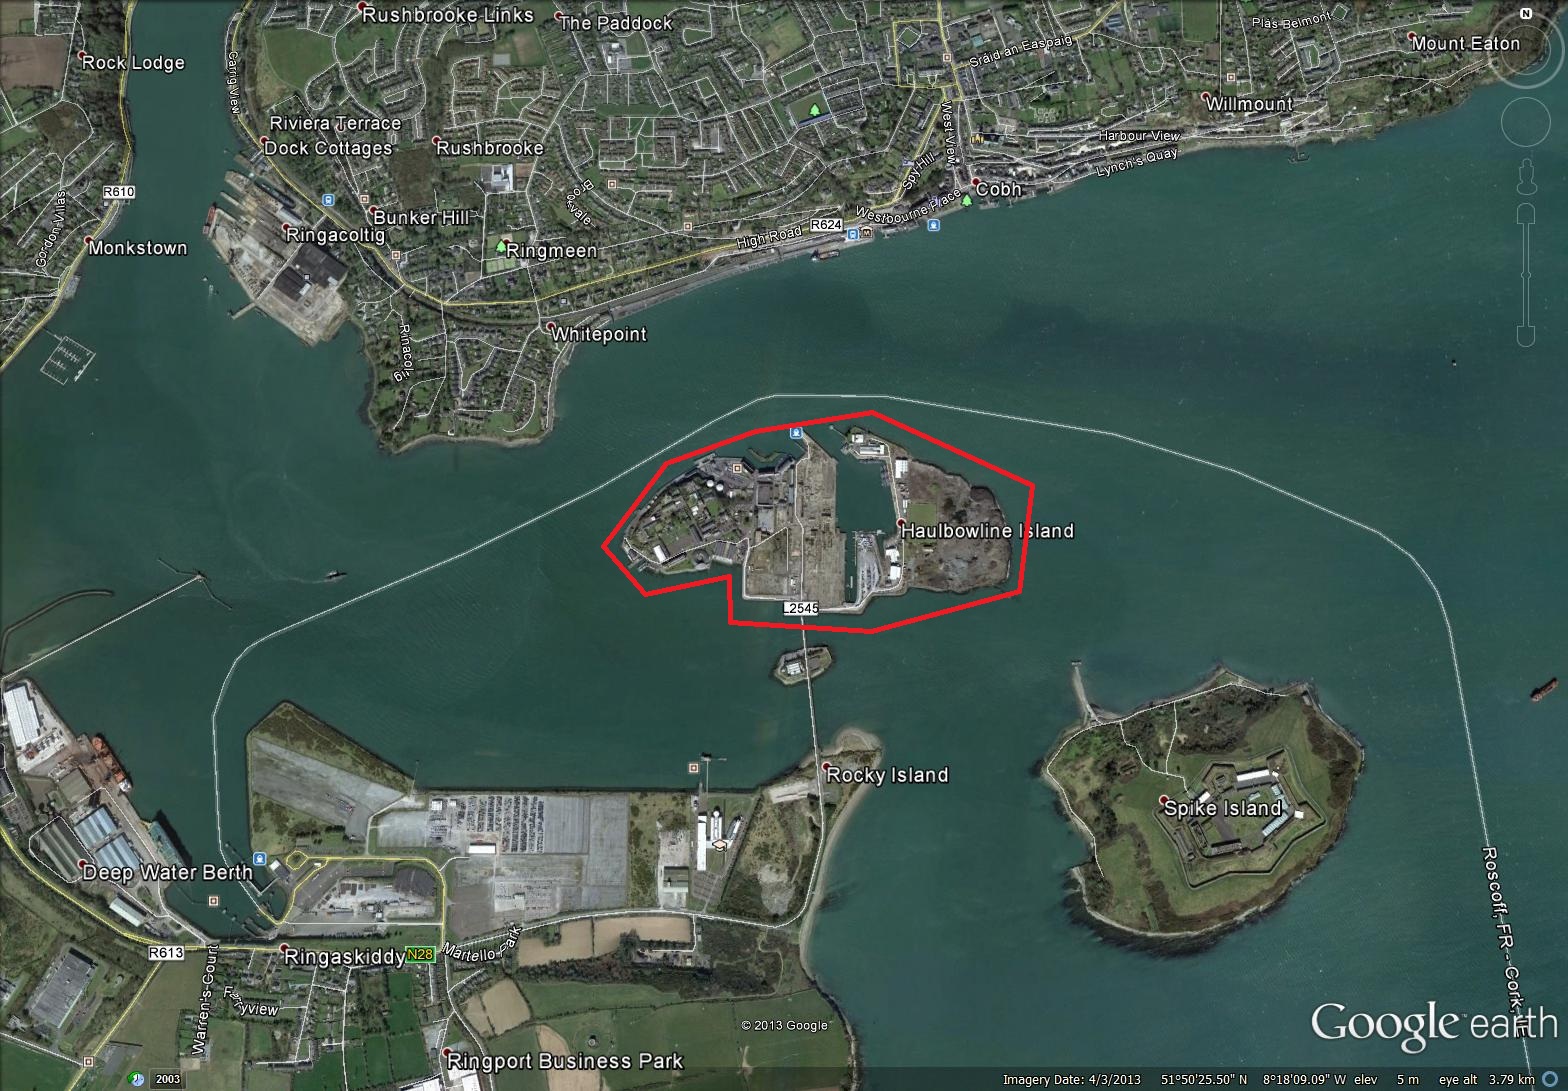 N
Rushbrooke Links
The Paddock
Plás Belmont
Mount Eaton
Sráid an Easpaig
Rock Lodge
Carrig View
Willmount
Riviera Terrace
Harbour View
West View
Dock Cottages
Rushbrooke
Lynch's Quay
Spy Hill
R610
Cobh
Gordon Villas
Westbourne Place
Bunker Hill
R624
Ringacoltig
High Road
Monkstown
Ringmeen
Whitepoint
Haulbowline Island
L2545
Rocky Island
Spike Island
Deep Water Berth
Roscoff, FR - Cork,
R613
Ringaskiddy
N28
Martello Park
Warren's Court
Ferryview
© 2013 Google
Google earth
Ringport Business Park
2003
Imagery Date: 4/3/2013 51°50'25.50" N 8°18'09.09" W elev 5 m eye alt 3.79 km